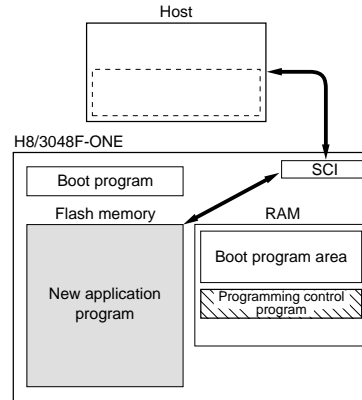 Host
H8/3048F-ONE
SCI
Boot program
Flash memory
RAM
Boot program area
New application
program
Programming control
program